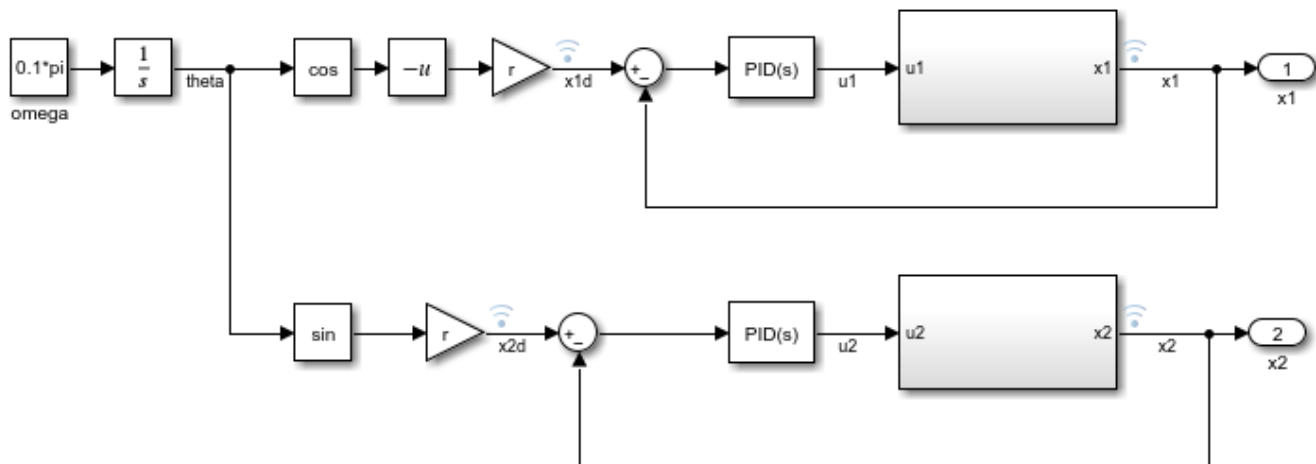 0.1*pi
omega
1
s
theta
cos
-u
r
x1d
+
-
PID(s)
u1
u1
x1
x1
1
x1
sin
r
x2d
+
-
PID(s)
u2
u2
x2
x2
2
x2